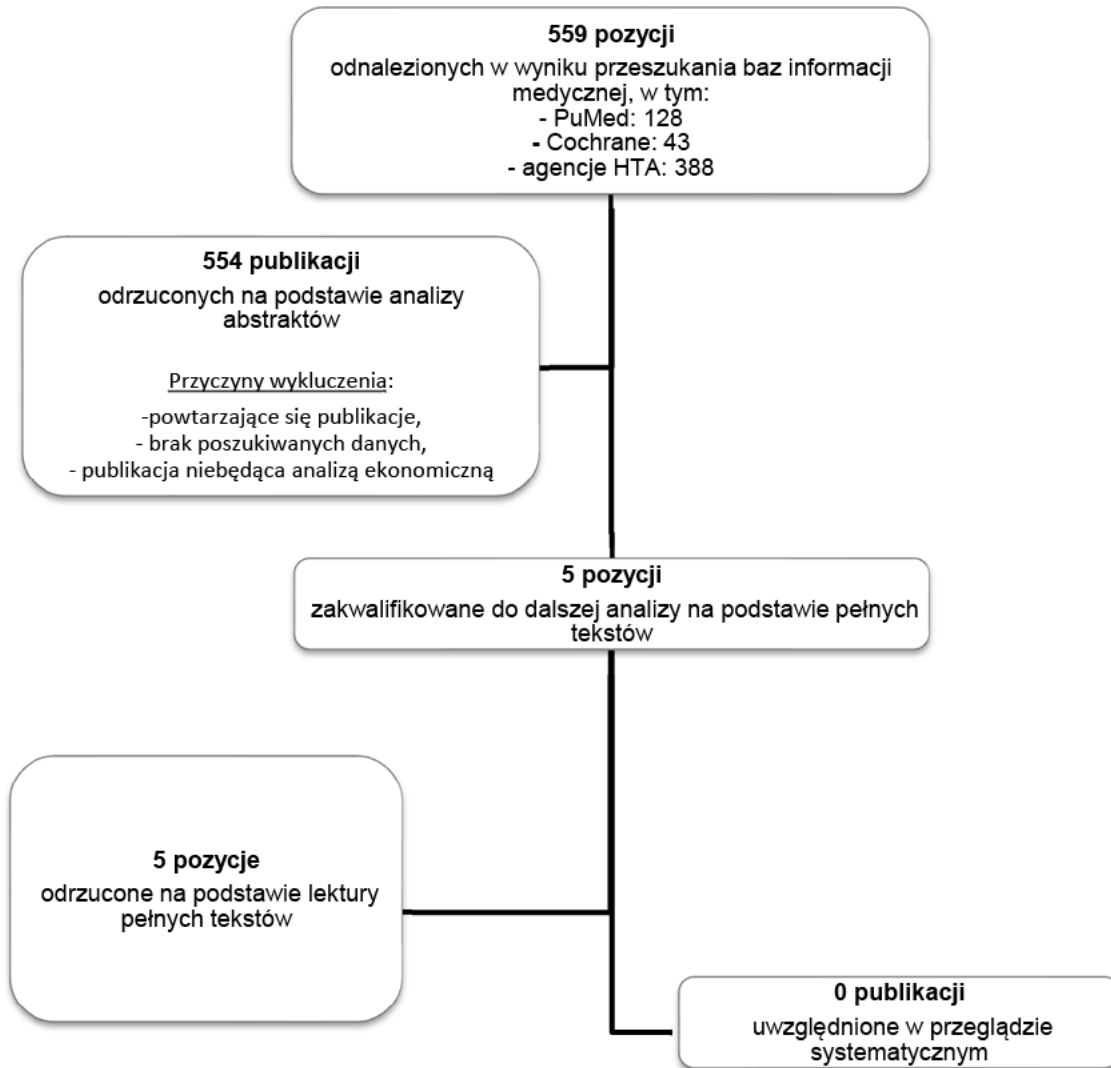 559 pozycji
odnalezionych w wyniku przeszukania baz informacji
medycznej, w tym:
- PuMed: 128
- Cochrane: 43
- agencje HTA: 388
554 publikacji
odrzuconych na podstawie analizy
abstraktów
Przyczyny wykluczenia:
-powtarzające się publikacje,
- brak poszukiwanych danych,
- publikacja niebędąca analizą ekonomiczną
5 pozycji
zakwalifikowane do dalszej analizy na podstawie pełnych
tekstów
5 pozycje
odrzucone na podstawie lektury
pełnych tekstów
0 publikacji
uwzględnione w przeglądzie
systematycznym